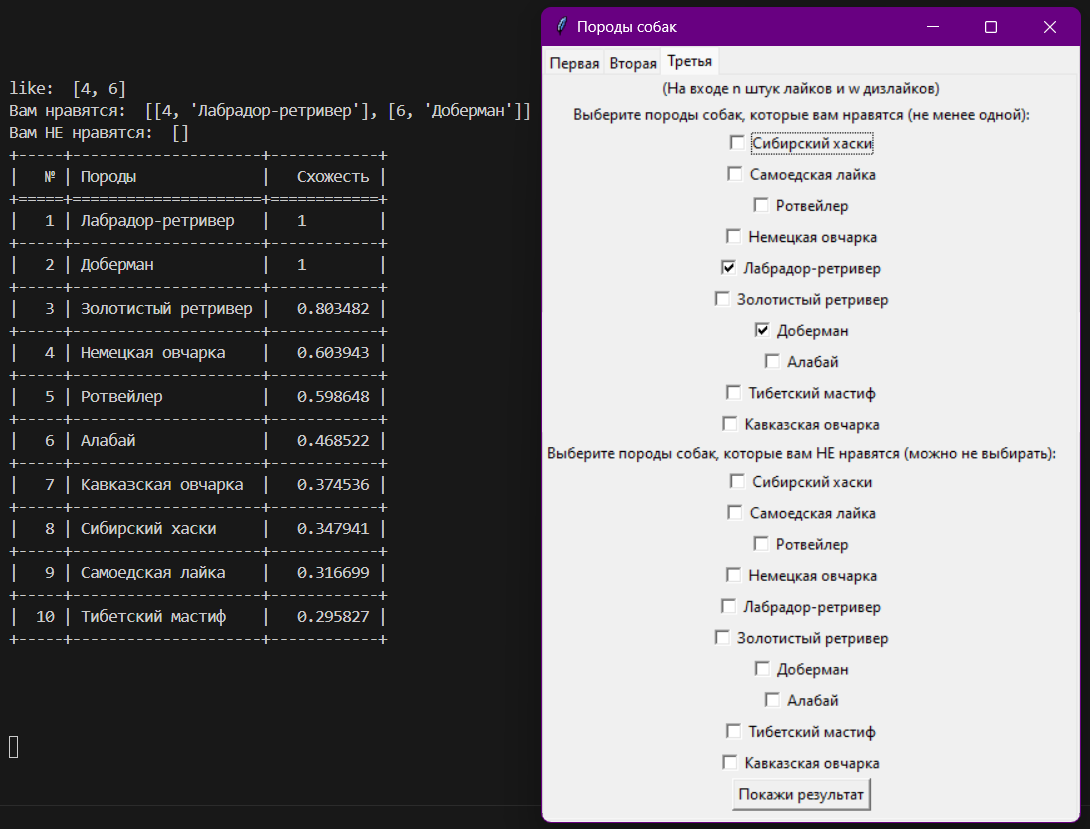 like:  [4, 6]
Вам нравятся:  [[4, 'Лабрадор-ретривер'], [6, 'Доберман']]
Вам НЕ нравятся:  []
+-----+---------------------+------------+
|   № | Породы              |   Схожесть |
+=====+=====================+============+
|   1 | Лабрадор-ретривер   |   1        |
+-----+---------------------+------------+
|   2 | Доберман            |   1        |
+-----+---------------------+------------+
|   3 | Золотистый ретривер |   0.803482 |
+-----+---------------------+------------+
|   4 | Немецкая овчарка    |   0.603943 |
+-----+---------------------+------------+
|   5 | Ротвейлер           |   0.598648 |
+-----+---------------------+------------+
|   6 | Алабай              |   0.468522 |
+-----+---------------------+------------+
|   7 | Кавказская овчарка  |   0.374536 |
+-----+---------------------+------------+
|   8 | Сибирский хаски     |   0.347941 |
+-----+---------------------+------------+
|   9 | Самоедская лайка    |   0.316699 |
+-----+---------------------+------------+
|  10 | Тибетский мастиф    |   0.295827 |
+-----+---------------------+------------+
Породы собак
Первая Вторая Третья
(На входе n штук лайков и w дизлайков)
Выберите породы собак, которые вам нравятся (не менее одной):
Сибирский хаски
Самоедская лайка
Ротвейлер
Немецкая овчарка
Лабрадор-ретривер
Золотистый ретривер
Доберман
Алабай
Тибетский мастиф
Кавказская овчарка
Выберите породы собак, которые вам НЕ нравятся (можно не выбирать):
Сибирский хаски
Самоедская лайка
Ротвейлер
Немецкая овчарка
Лабрадор-ретривер
Золотистый ретривер
Доберман
Алабай
Тибетский мастиф
Кавказская овчарка
Покажи результат